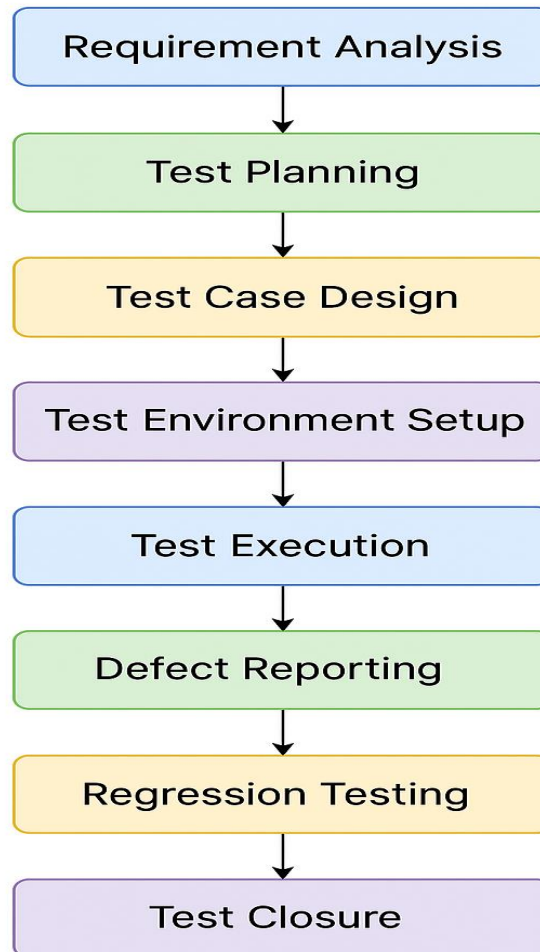 Requirement Analysis
Test Planning
Test Case Design
Test Environment Setup
Test Execution
Defect Reporting
Regression Testing
Test Closure